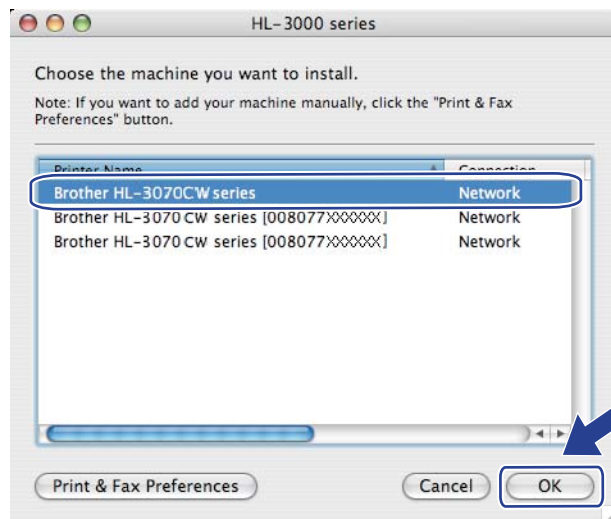 HL-3000 series
Choose the machine you want to install.
Note: If you want to add your machine manually, click the "Print & Fax
Preferences" button.
Printer Name Connection
Brother HL-3070CW series Network
Brother HL-3070 CW series [008077XXXXXX] Network
Brother HL-3070 CW series [008077XXXXXX] Network
Print & Fax Preferences Cancel OK